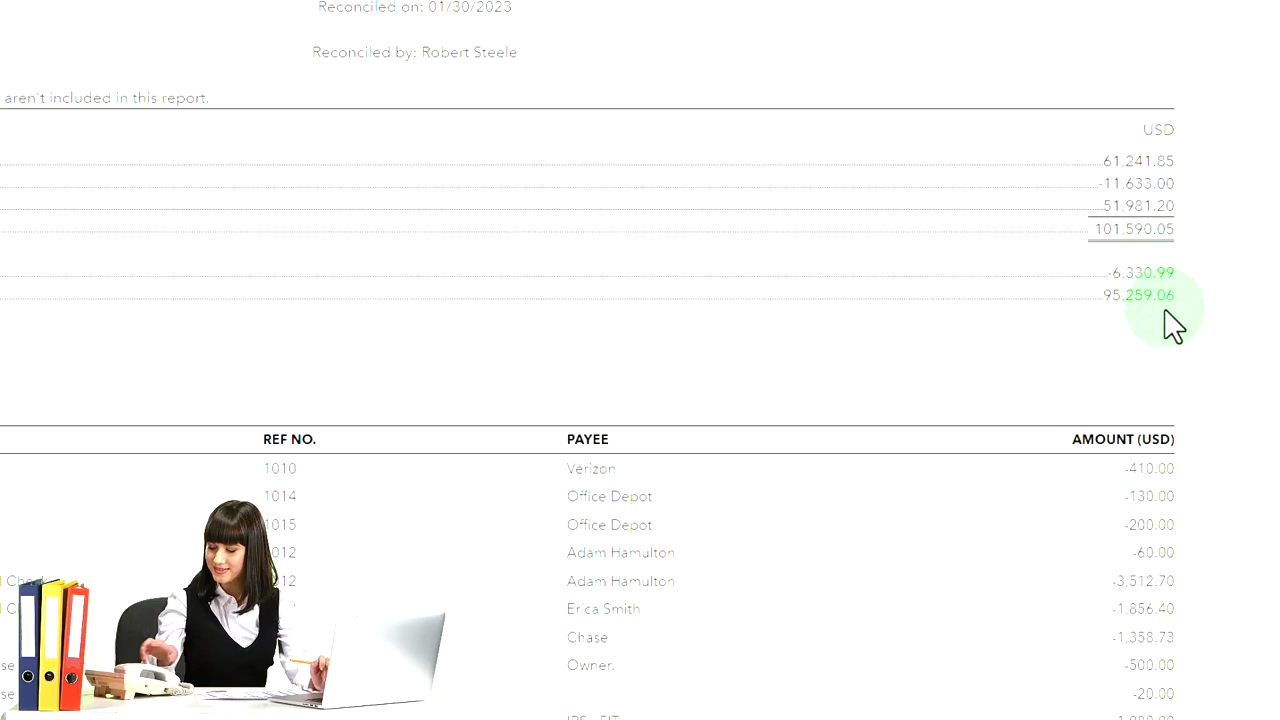 Reconciled on: 01/30/2023
Reconciled by: Robert Steele
aren't included in this report.
USD
61,241.85
-11,633.00
51,981.20
101,590.05
-6,330.99
95,259.06
REF NO. PAYEE AMOUNT (USD)
1010 Verizon -410.00
1014 Office Depot -130.00
1015 Office Depot -200.00
Adam Hamulton -60.00
Adam Hamulton -3,512.70
Erica Smith -1,856.40
Chase -1,358.73
Owner. -500.00
-20.00